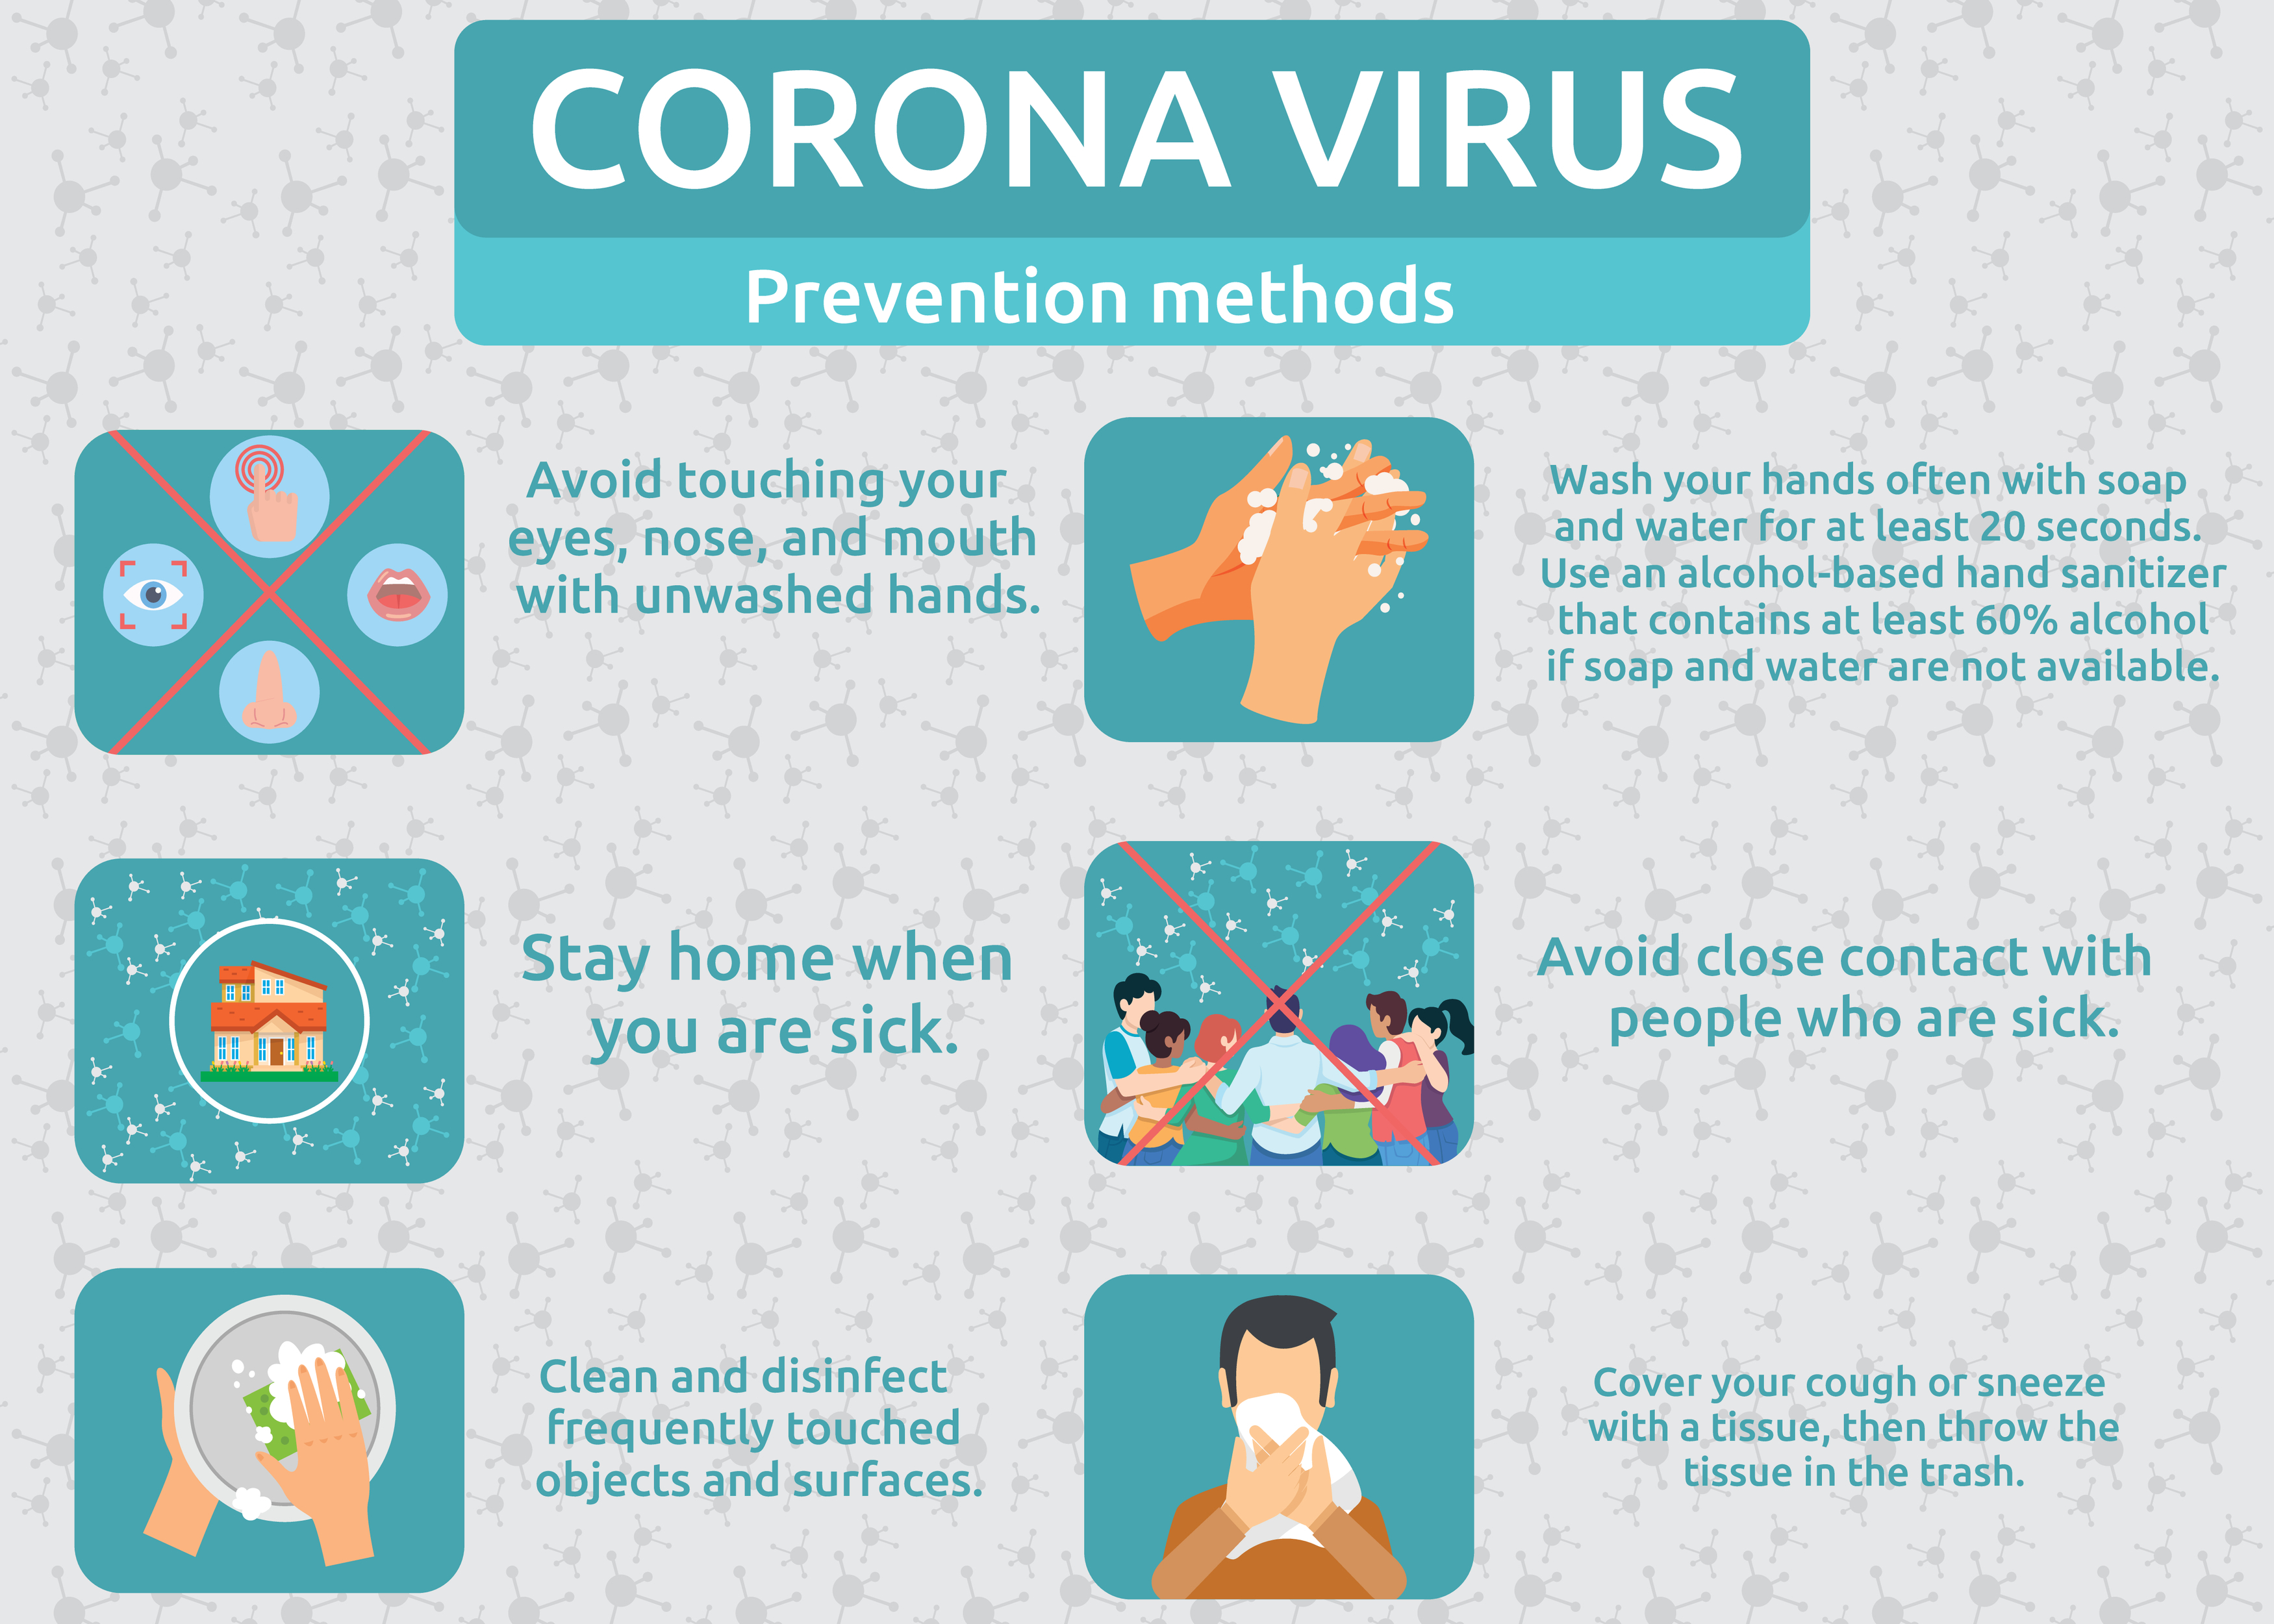 CORONA VIRUS
Prevention methods
Avoid touching your
eyes, nose, and mouth
with unwashed hands.
Wash your hands often with soap
and water for at least 20 seconds.
Use an alcohol-based hand sanitizer
that contains at least 60% alcohol
if soap and water are not available.
Stay home when
you are sick.
Avoid close contact with
people who are sick.
Clean and disinfect
frequently touched
objects and surfaces.
Cover your cough or sneeze
with a tissue, then throw the
tissue in the trash.